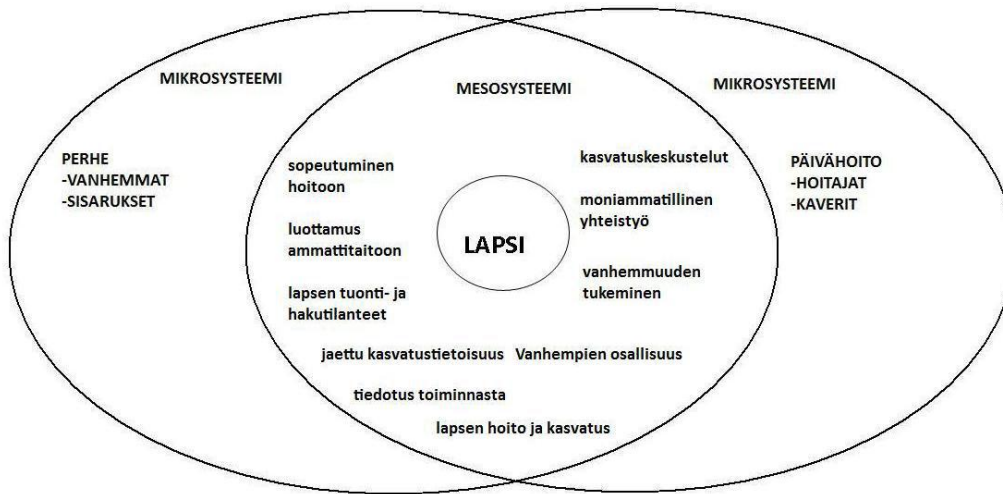 MIKROSYSTEEMI
PERHE
-VANHEMMAT
-SISARUKSET
MESOSYSTEEMI
sopeutuminen
hoitoon
luottamus
ammattitaitoon
lapsen tuonti- ja
hakutilanteet
LAPSI
kasvatuskeskustelut
moniammatillinen
yhteistyö
vanhemmuuden
tukeminen
jaettu kasvatustietoisuus
Vanhempien osallisuus
tiedotus toiminnasta
lapsen hoito ja kasvatus
MIKROSYSTEEMI
PÄIVÄHOITO
-HOITAJAT
-KAVERIT